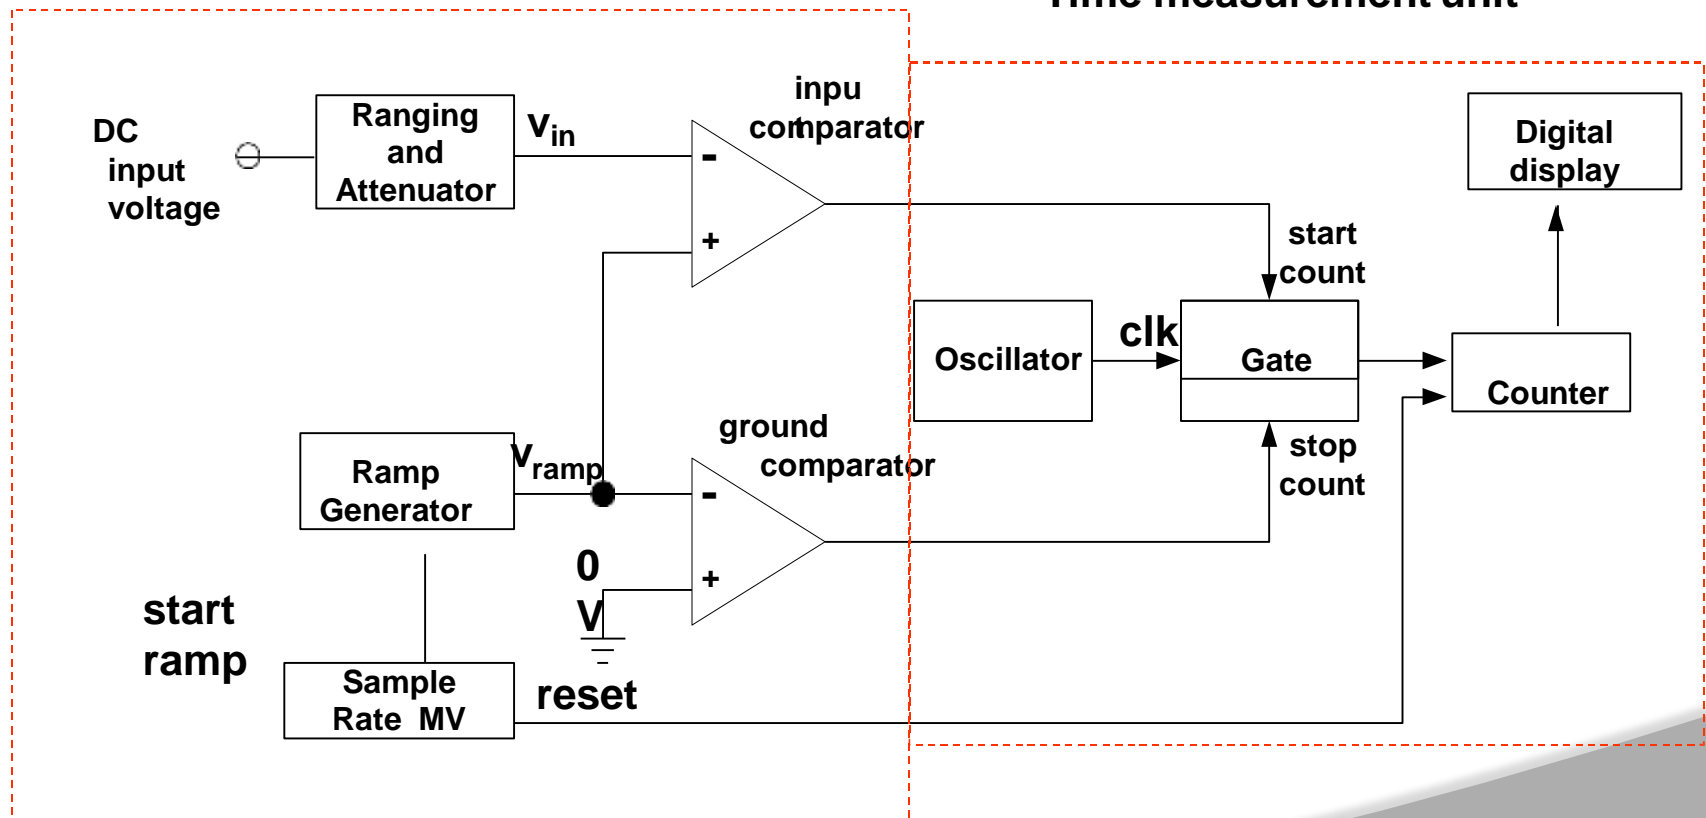 Time measurement unit
DC
input
voltage
Ranging
and
Attenuator
vin
-
+
inpu
t
comparator
Ramp
Generator
vramp
ground
comparator
-
+
0
V
start
ramp
Sample
Rate MV
reset
Oscillator
clk
Gate
start
count
stop
count
Counter
Digital
display